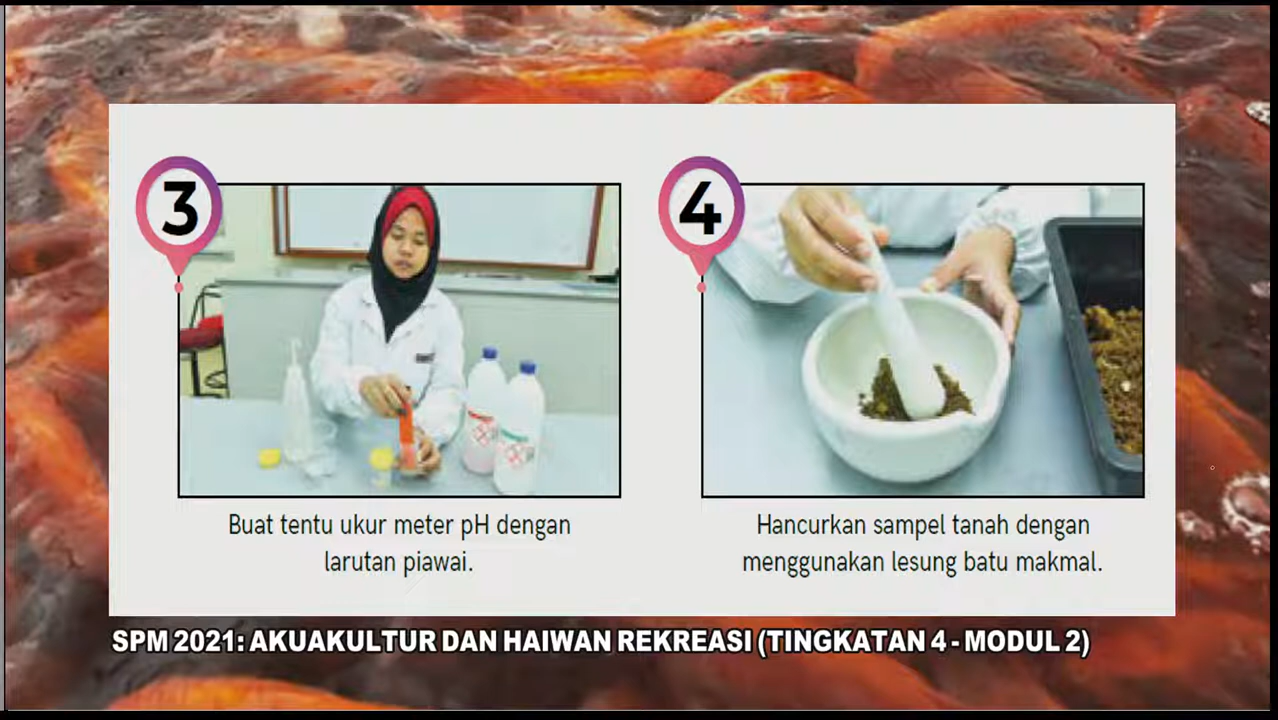 3
Buat tentu ukur meter pH dengan
larutan piawai.
4
Hancurkan sampel tanah dengan
menggunakan lesung batu makmal.
SPM 2021: AKUAKULTUR DAN HAIWAN REKREASI (TINGKATAN 4 - MODUL 2)